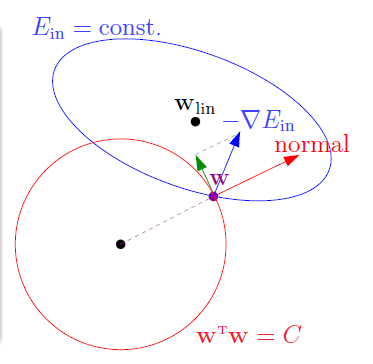 E_in = const.
w_lin
−∇E_in
normal
w
wᵀw = C